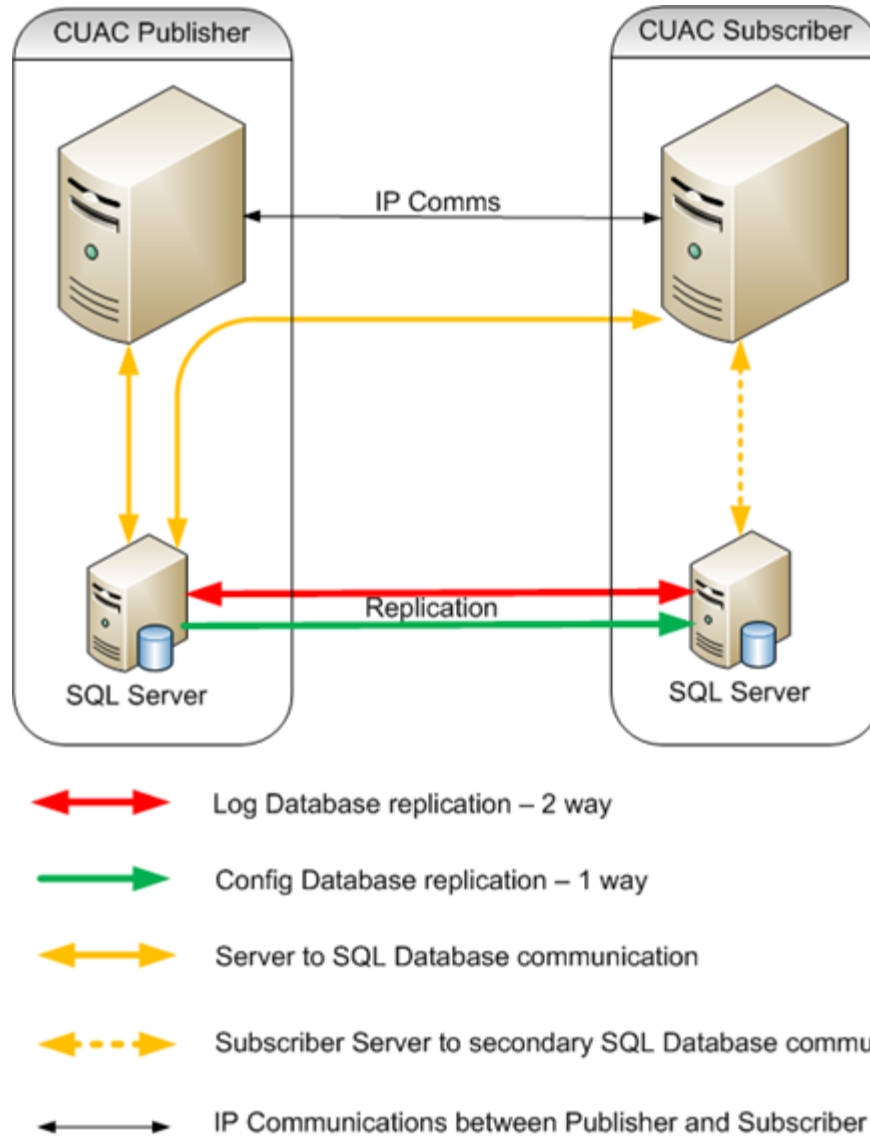 CUAC Publisher
CUAC Subscriber
IP Comms
Replication
SQL Server
SQL Server
Log Database replication – 2 way
Config Database replication – 1 way
Server to SQL Database communication
Subscriber Server to secondary SQL Database
IP Communications between Publisher and Subscriber